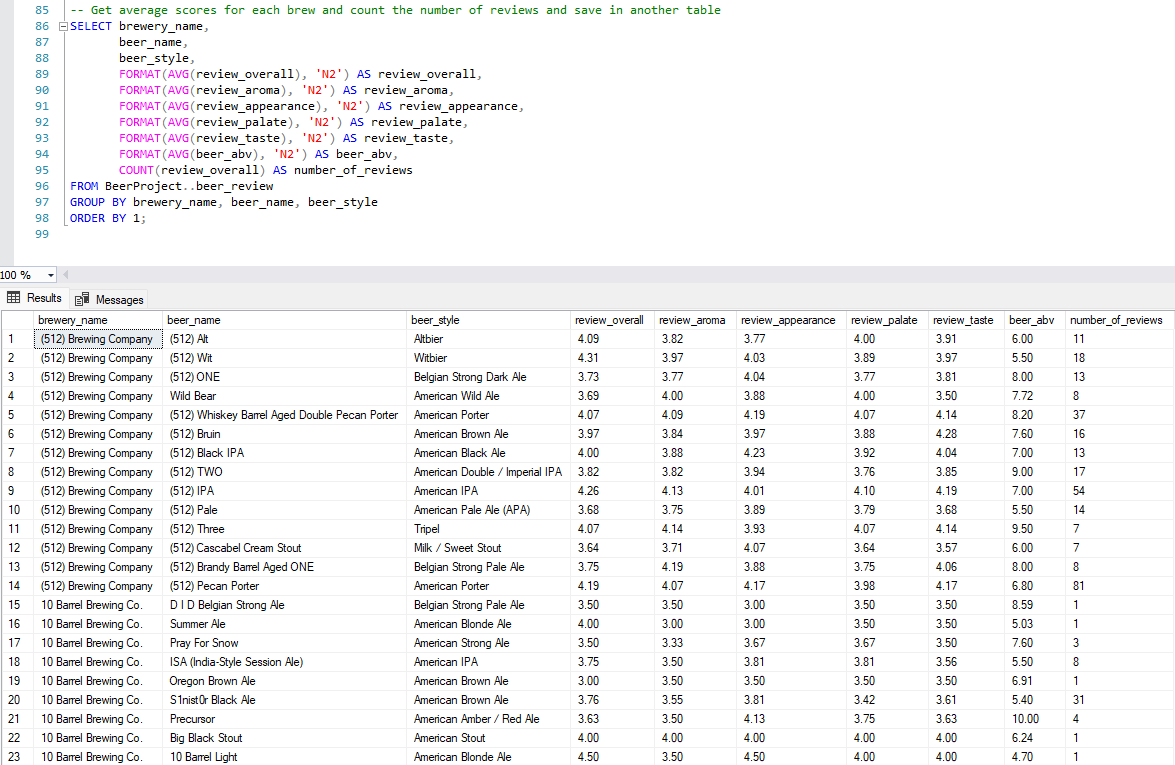 85 -- Get average scores for each brew and count the number of reviews and save in another table
86 SELECT brewery_name,
87 beer_name,
88 beer_style,
89 FORMAT(AVG(review_overall), 'N2') AS review_overall,
90 FORMAT(AVG(review_aroma), 'N2') AS review_aroma,
91 FORMAT(AVG(review_appearance), 'N2') AS review_appearance,
92 FORMAT(AVG(review_palate), 'N2') AS review_palate,
93 FORMAT(AVG(review_taste), 'N2') AS review_taste,
94 FORMAT(AVG(beer_abv), 'N2') AS beer_abv,
95 COUNT(review_overall) AS number_of_reviews
96 FROM BeerProject..beer_review
97 GROUP BY brewery_name, beer_name, beer_style
98 ORDER BY 1;
99
100 %
Results Messages
brewery_name beer_name beer_style review_overall review_aroma review_appearance review_palate review_taste beer_abv number_of_reviews
1 (512) Brewing Company (512) Alt Altbier 4.09 3.82 3.77 4.00 3.91 6.00 11
2 (512) Brewing Company (512) Wit Witbier 4.31 3.97 4.03 3.89 3.97 5.50 18
3 (512) Brewing Company (512) ONE Belgian Strong Dark Ale 3.73 3.77 4.04 3.77 3.81 8.00 13
4 (512) Brewing Company Wild Bear American Wild Ale 3.69 4.00 3.88 4.00 3.50 7.72 8
5 (512) Brewing Company (512) Whiskey Barrel Aged Double Pecan Porter American Porter 4.07 4.09 4.19 4.07 4.14 8.20 37
6 (512) Brewing Company (512) Bruin American Brown Ale 3.97 3.84 3.97 3.88 4.28 7.60 16
7 (512) Brewing Company (512) Black IPA American Black Ale 4.00 3.88 4.23 3.92 4.04 7.00 13
8 (512) Brewing Company (512) TWO American Double / Imperial IPA 3.82 3.82 3.94 3.76 3.85 9.00 17
9 (512) Brewing Company (512) IPA American IPA 4.26 4.13 4.01 4.10 4.19 7.00 54
10 (512) Brewing Company (512) Pale American Pale Ale (APA) 3.68 3.75 3.89 3.79 3.68 5.50 14
11 (512) Brewing Company (512) Three Tripel 4.07 4.14 3.93 4.07 4.14 9.50 7
12 (512) Brewing Company (512) Cascabel Cream Stout Milk / Sweet Stout 3.64 3.71 4.07 3.64 3.57 6.00 7
13 (512) Brewing Company (512) Brandy Barrel Aged ONE Belgian Strong Pale Ale 3.75 4.19 3.88 3.75 4.06 8.00 8
14 (512) Brewing Company (512) Pecan Porter American Porter 4.19 4.07 4.17 3.98 4.17 6.80 81
15 10 Barrel Brewing Co. D I D Belgian Strong Ale Belgian Strong Pale Ale 3.50 3.50 3.00 3.50 3.50 8.59 1
16 10 Barrel Brewing Co. Summer Ale American Blonde Ale 4.00 3.00 3.00 3.50 3.50 5.03 1
17 10 Barrel Brewing Co. Pray For Snow American Strong Ale 3.50 3.33 3.67 3.67 3.50 7.60 3
18 10 Barrel Brewing Co. ISA (India-Style Session Ale) American IPA 3.75 3.50 3.81 3.81 3.56 5.50 8
19 10 Barrel Brewing Co. Oregon Brown Ale American Brown Ale 3.00 3.50 3.50 3.50 3.50 6.91 1
20 10 Barrel Brewing Co. S1nist0r Black Ale American Brown Ale 3.76 3.55 3.81 3.42 3.61 5.40 31
21 10 Barrel Brewing Co. Precursor American Amber / Red Ale 3.63 3.50 4.13 3.75 3.63 10.00 4
22 10 Barrel Brewing Co. Big Black Stout American Stout 4.00 4.00 4.00 4.00 4.00 6.24 1
23 10 Barrel Brewing Co. 10 Barrel Light American Blonde Ale 4.50 3.50 4.50 4.00 4.00 4.70 1